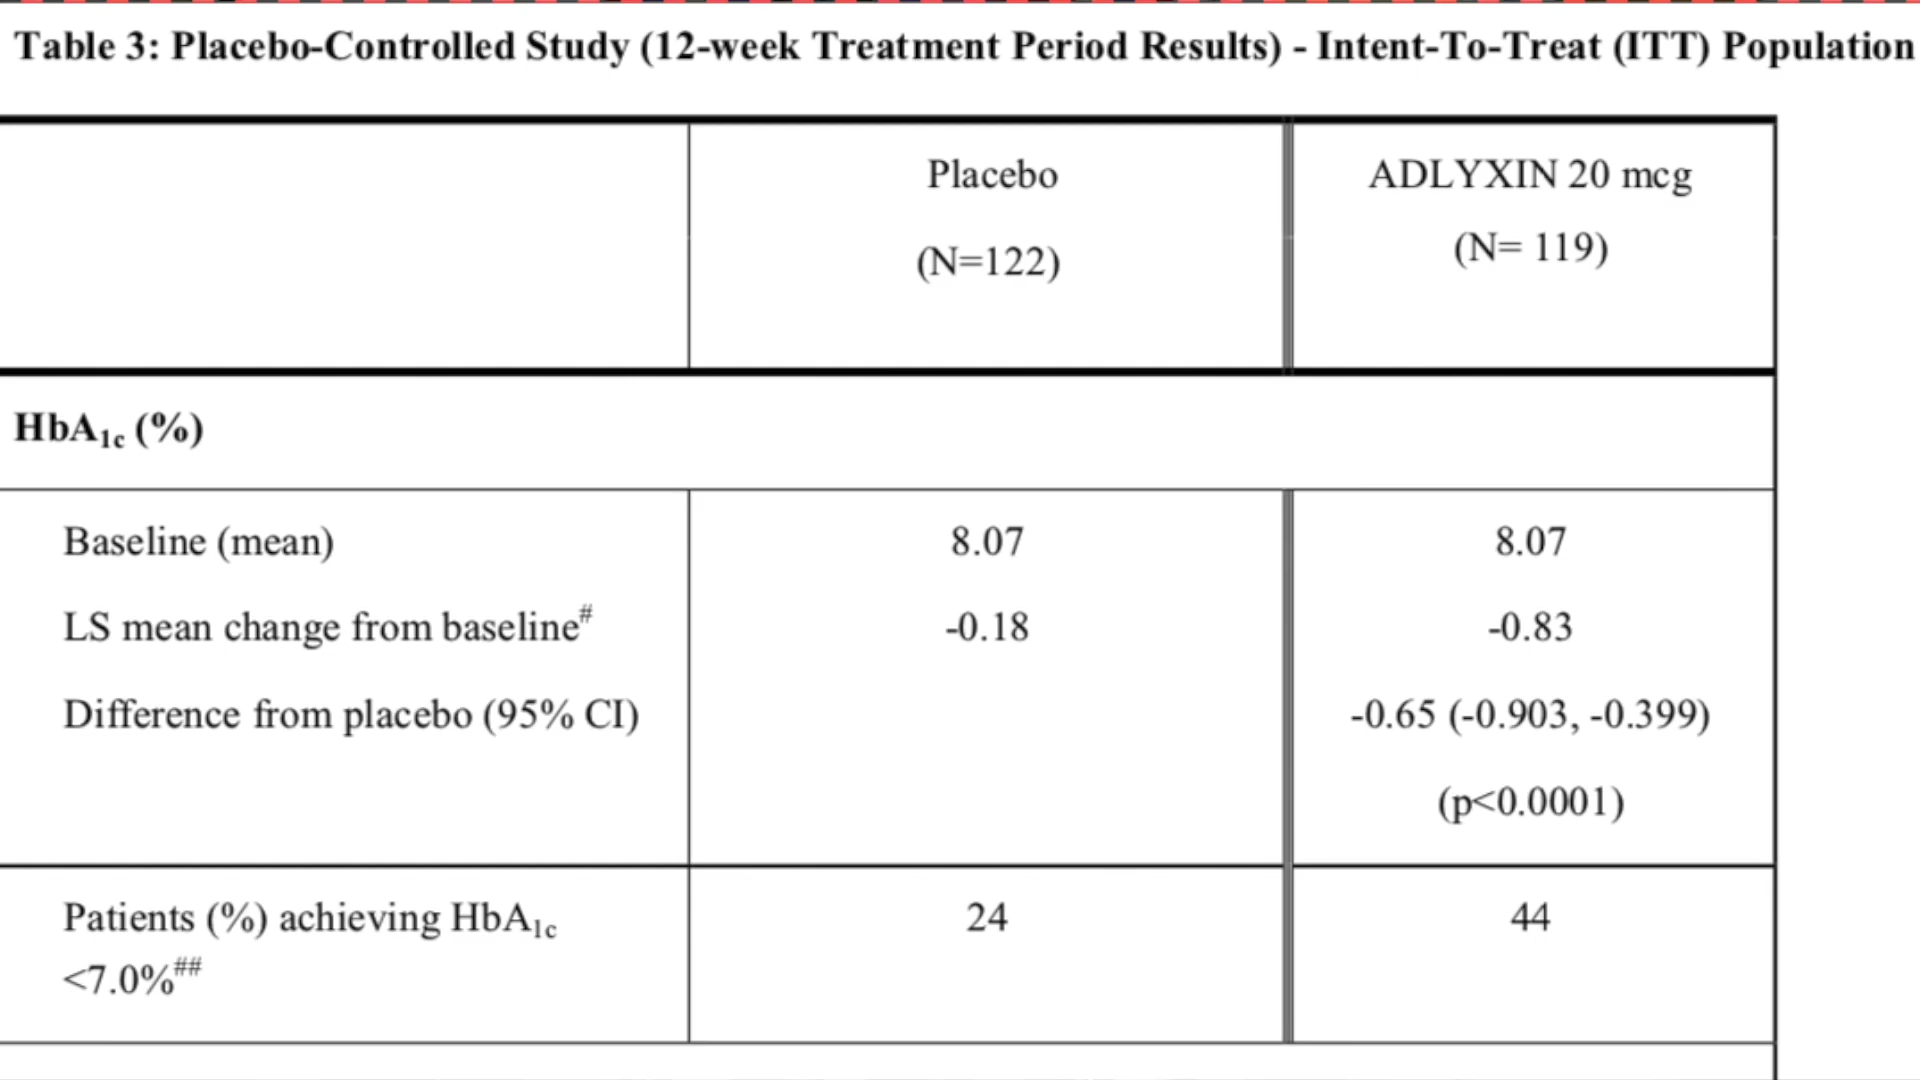 Table 3: Placebo-Controlled Study (12-week Treatment Period Results) - Intent-To-Treat (ITT) Population
Placebo
(N=122)
ADLYXIN 20 mcg
(N= 119)
HbA1c (%)
Baseline (mean) 8.07 8.07
LS mean change from baseline# -0.18 -0.83
Difference from placebo (95% CI) -0.65 (-0.903, -0.399)
(p<0.0001)
Patients (%) achieving HbA1c 24 44
<7.0%##